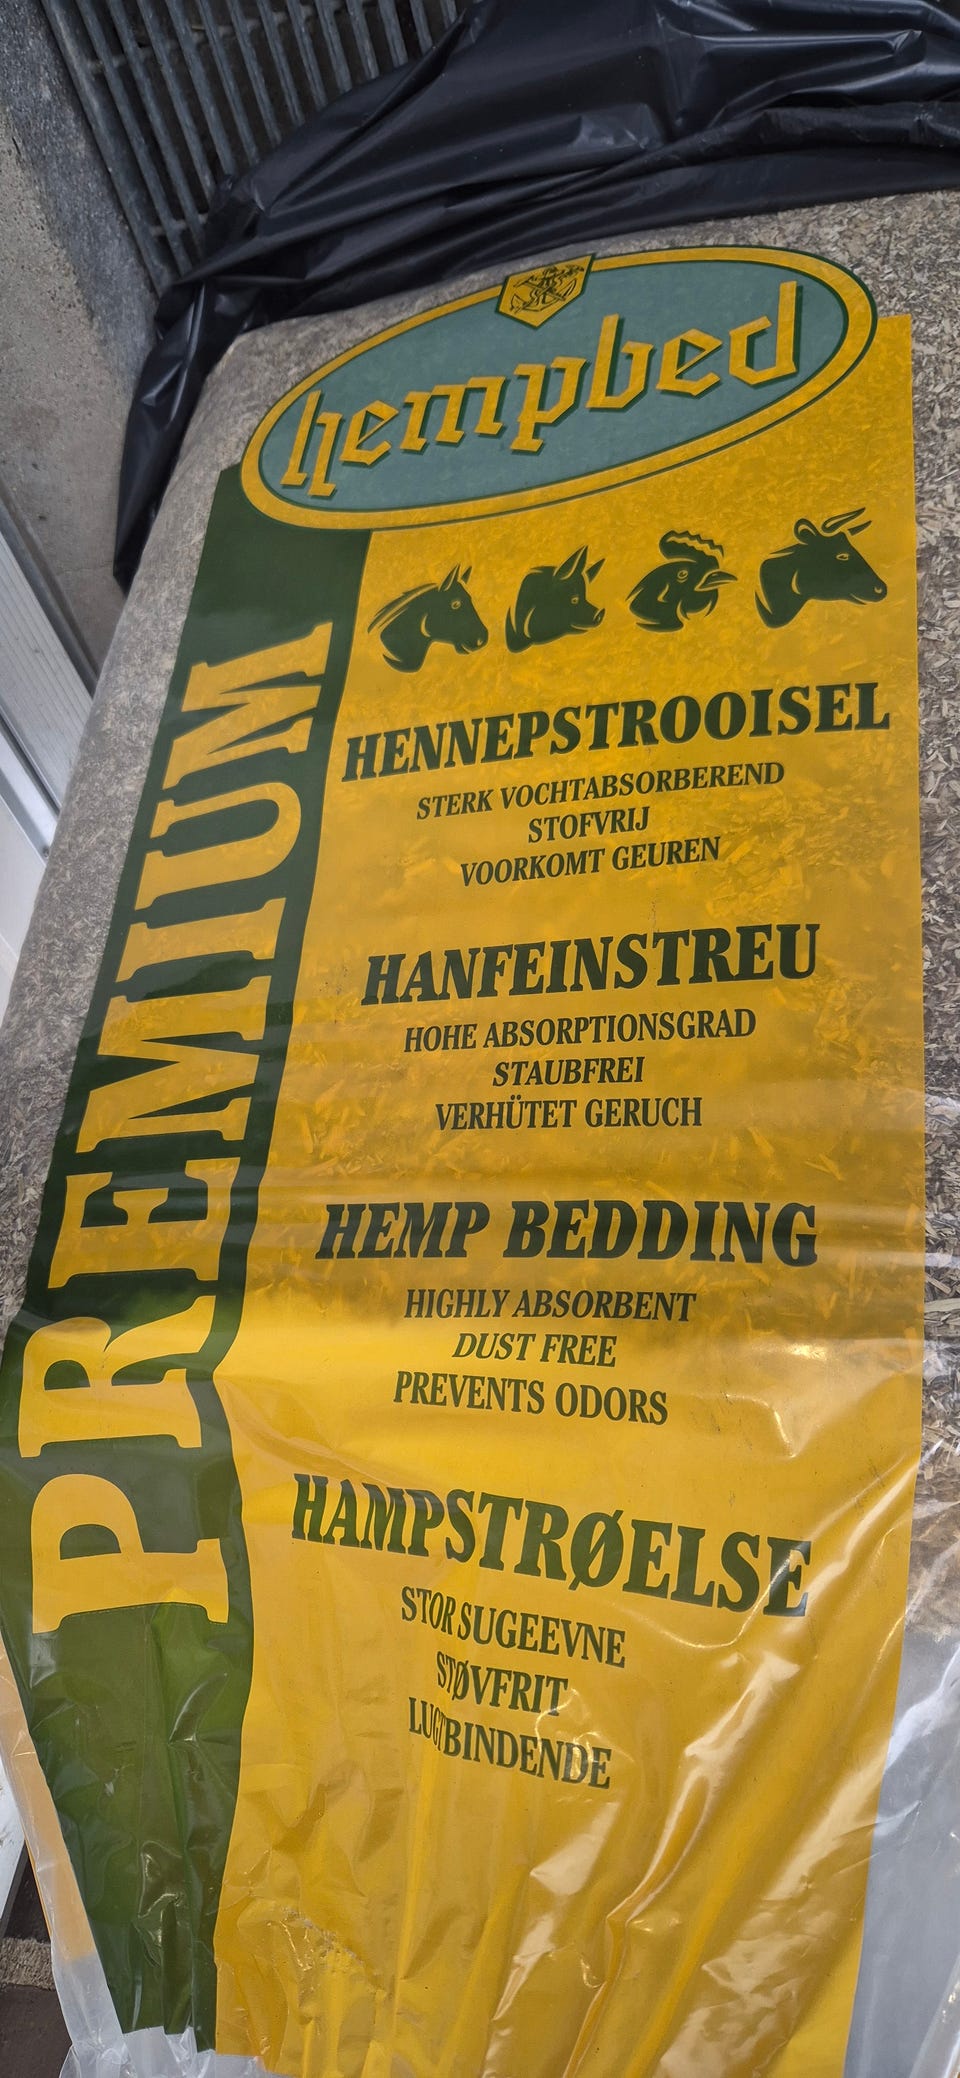 hempbed
PREMIUM
HENNEPSTROOISEL
STERK VOCHTABSORBEREND
STOFVRIJ
VOORKOMT GEUREN
HANFEINSTREU
HOHE ABSORPTIONSGRAD
STAUBFREI
VERHÜTET GERUCH
HEMP BEDDING
HIGHLY ABSORBENT
DUST FREE
PREVENTS ODORS
HAMPSTRØELSE
STOR SUGEEVNE
STØVFRIT
LUGTBINDENDE